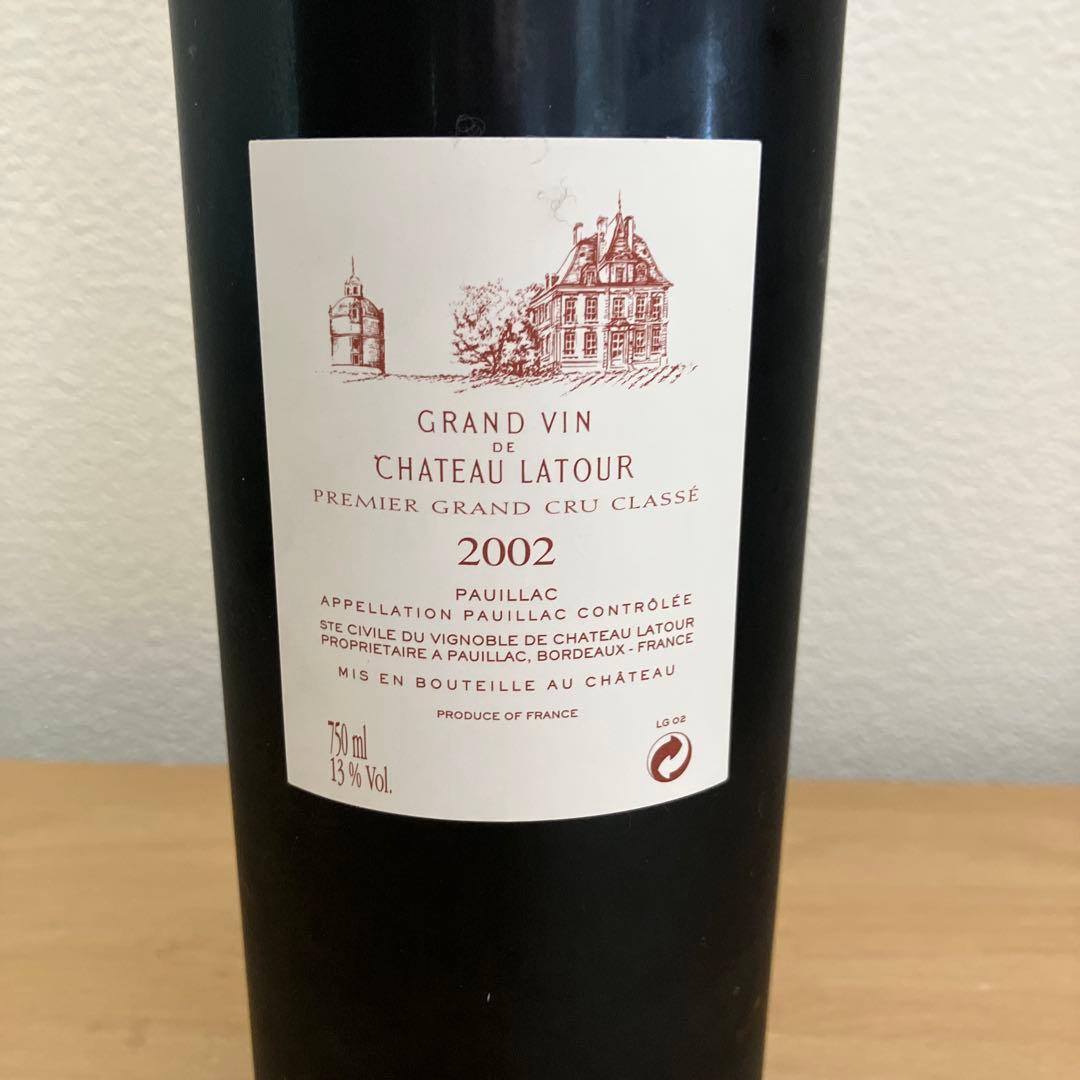 GRAND VIN
DE
CHATEAU LATOUR
PREMIER GRAND CRU CLASSÉ
2002
PAUILLAC
APPELLATION PAUILLAC CONTRÔLÉE
STE CIVILE DU VIGNOBLE DE CHATEAU LATOUR
PROPRIETAIRE A PAUILLAC, BORDEAUX - FRANCE
MIS EN BOUTEILLE AU CHÂTEAU
PRODUCE OF FRANCE
750 ml
13 % Vol.
LG 02